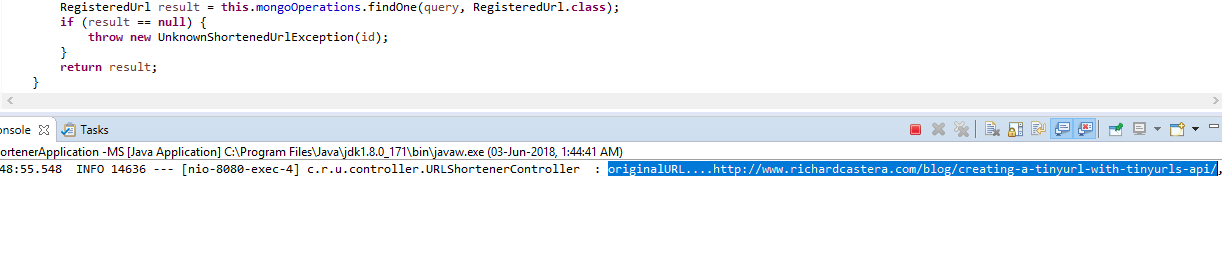 RegisteredUrl result = this.mongoOperations.findOne(query, RegisteredUrl.class);
if (result == null) {
throw new UnknownShortenedUrlException(id);
}
return result;
}
onsole Tasks
ortenerApplication -MS [Java Application] C:\Program Files\Java\jdk1.8.0_171\bin\javaw.exe (03-Jun-2018, 1:44:41 AM)
48:55.548 INFO 14636 --- [nio-8080-exec-4] c.r.u.controller.URLShortenerController : originalURL....http://www.richardcastera.com/blog/creating-a-tinyurl-with-tinyurls-api/,